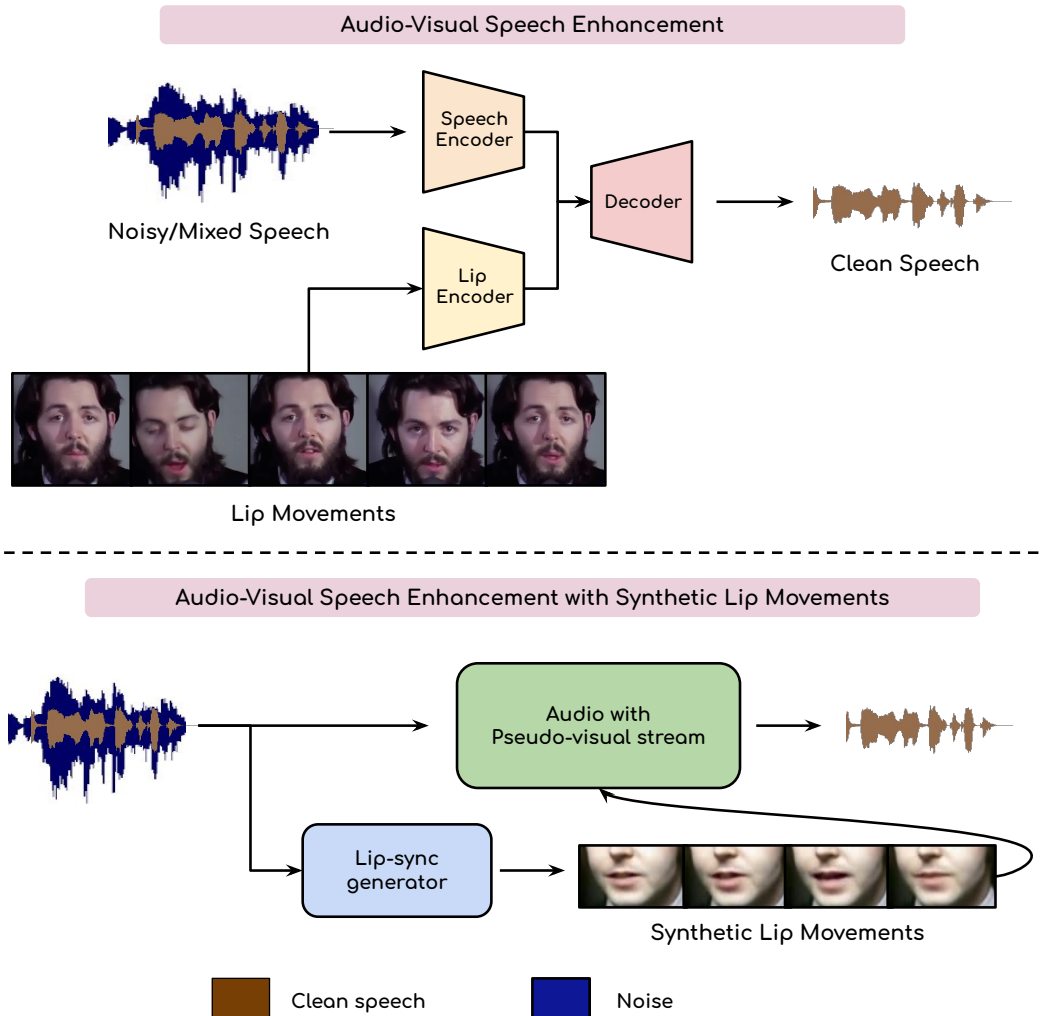 Audio-Visual Speech Enhancement
Speech
Encoder
Decoder
Noisy/Mixed Speech
Clean Speech
Lip
Encoder
Lip Movements
Audio-Visual Speech Enhancement with Synthetic Lip Movements
Audio with
Pseudo-visual stream
Lip-sync
generator
Synthetic Lip Movements
Clean speech
Noise